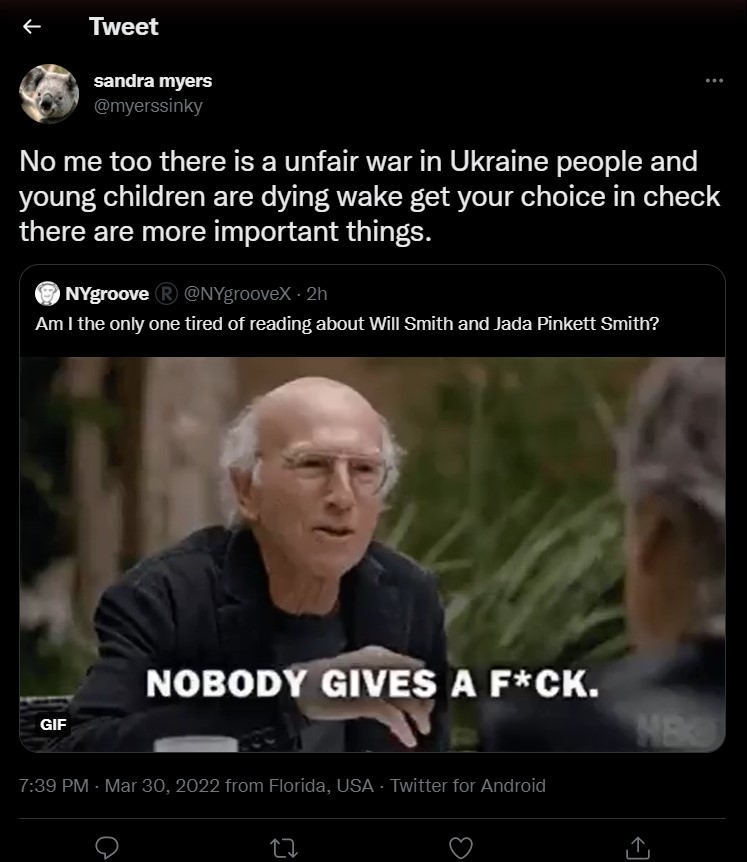 Tweet
sandra myers
@myerssinky
No me too there is a unfair war in Ukraine people and
young children are dying wake get your choice in check
there are more important things.
NYgroove Ⓡ @NYgrooveX · 2h
Am I the only one tired of reading about Will Smith and Jada Pinkett Smith?
NOBODY GIVES A F*CK.
GIF
HBO
7:39 PM · Mar 30, 2022 from Florida, USA · Twitter for Android